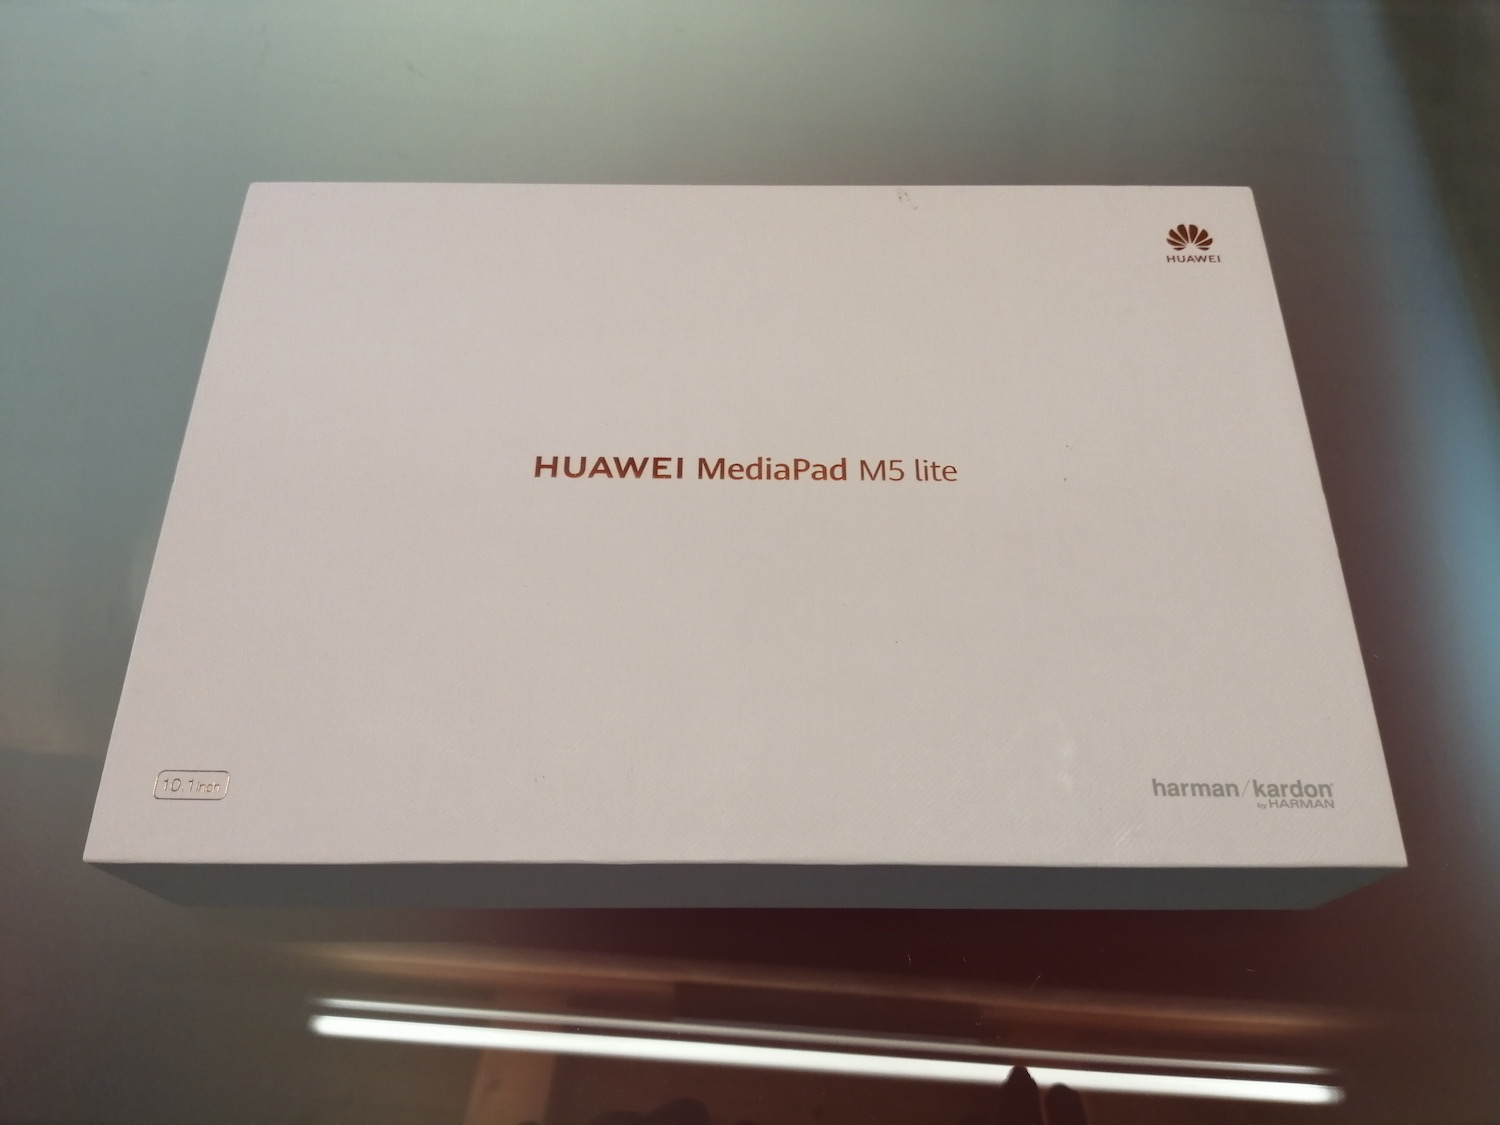 HUAWEI
HUAWEI MediaPad M5 lite
10.1inch
harman/kardon®
by HARMAN